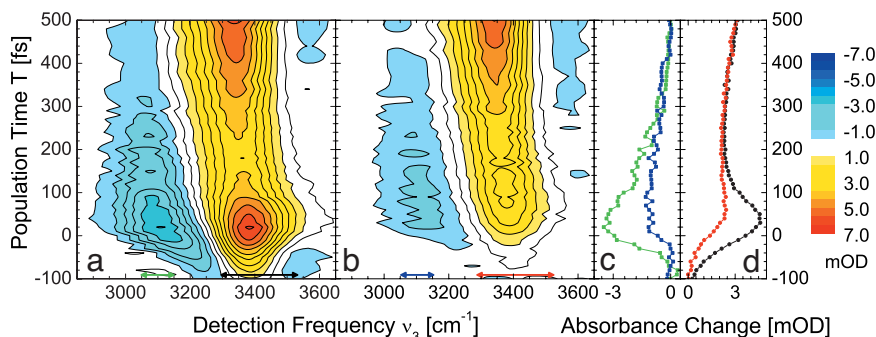 Population Time T [fs]
500
400
300
200
100
0
-100
a
b
c
d
3000 3200 3400 3600
3000 3200 3400 3600
-3 0
0 3
500
400
300
200
100
0
-100
-7.0
-5.0
-3.0
-1.0
1.0
3.0
5.0
7.0
mOD
Detection Frequency ν₃ [cm⁻¹]
Absorbance Change [mOD]